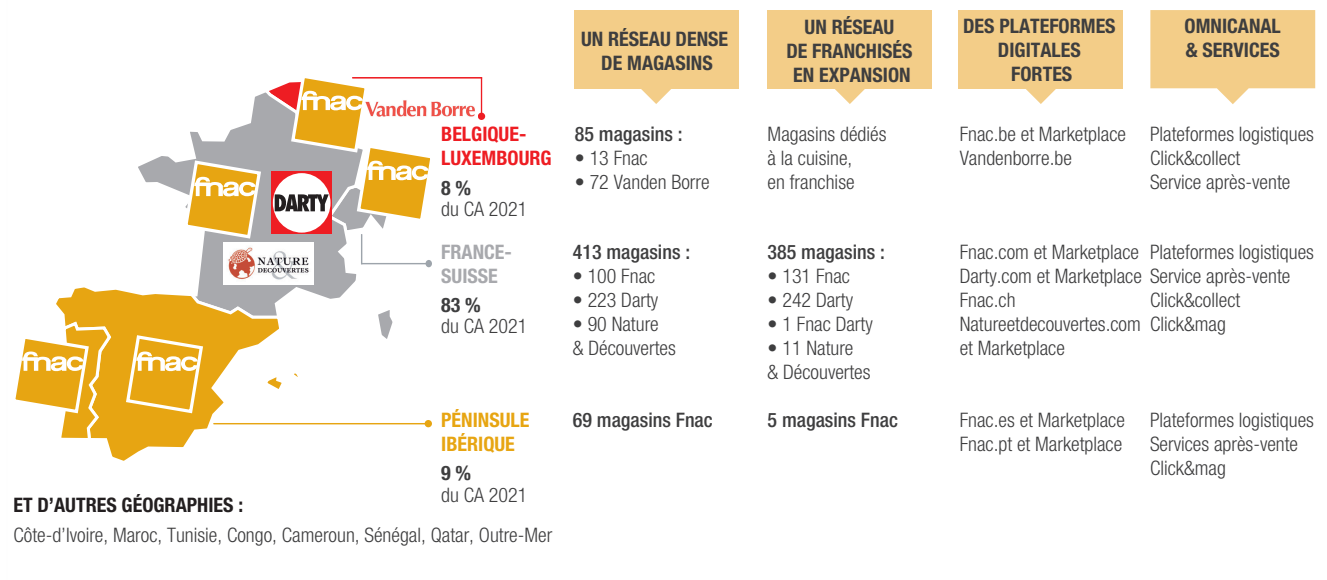 UN RÉSEAU DENSE
DE MAGASINS
UN RÉSEAU
DE FRANCHISÉS
EN EXPANSION
DES PLATEFORMES
DIGITALES
FORTES
OMNICANAL
& SERVICES
fnac
Vanden Borre
fnac
fnac
DARTY
NATURE
&
DECOUVERTES
fnac
fnac
BELGIQUE-
LUXEMBOURG
8 %
du CA 2021
85 magasins :
• 13 Fnac
• 72 Vanden Borre
Magasins dédiés
à la cuisine,
en franchise
Fnac.be et Marketplace
Vandenborre.be
Plateformes logistiques
Click&collect
Service après-vente
FRANCE-
SUISSE
83 %
du CA 2021
413 magasins :
• 100 Fnac
• 223 Darty
• 90 Nature
& Découvertes
385 magasins :
• 131 Fnac
• 242 Darty
• 1 Fnac Darty
• 11 Nature
& Découvertes
Fnac.com et Marketplace
Darty.com et Marketplace
Fnac.ch
Natureetdecouvertes.com
et Marketplace
Plateformes logistiques
Service après-vente
Click&collect
Click&mag
PÉNINSULE
IBÉRIQUE
9 %
du CA 2021
69 magasins Fnac
5 magasins Fnac
Fnac.es et Marketplace
Fnac.pt et Marketplace
Plateformes logistiques
Services après-vente
Click&mag
ET D'AUTRES GÉOGRAPHIES :
Côte-d'Ivoire, Maroc, Tunisie, Congo, Cameroun, Sénégal, Qatar, Outre-Mer